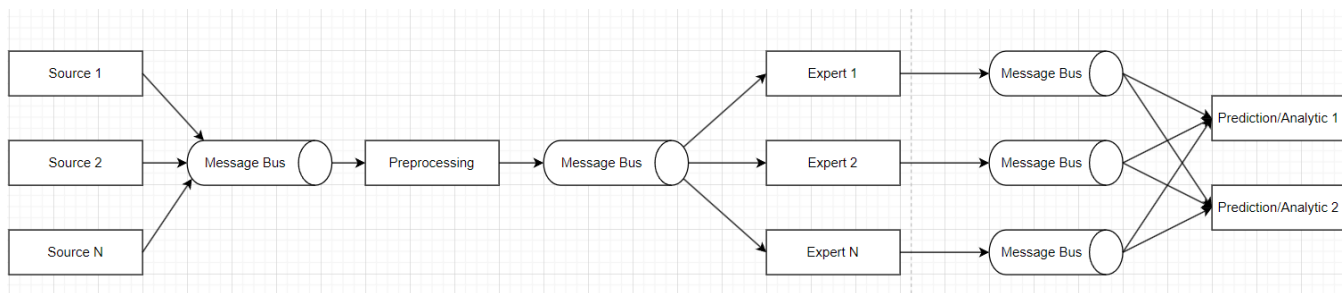 Source 1
Source 2
Source N
Message Bus
Preprocessing
Message Bus
Expert 1
Expert 2
Expert N
Message Bus
Message Bus
Message Bus
Prediction/Analytic 1
Prediction/Analytic 2